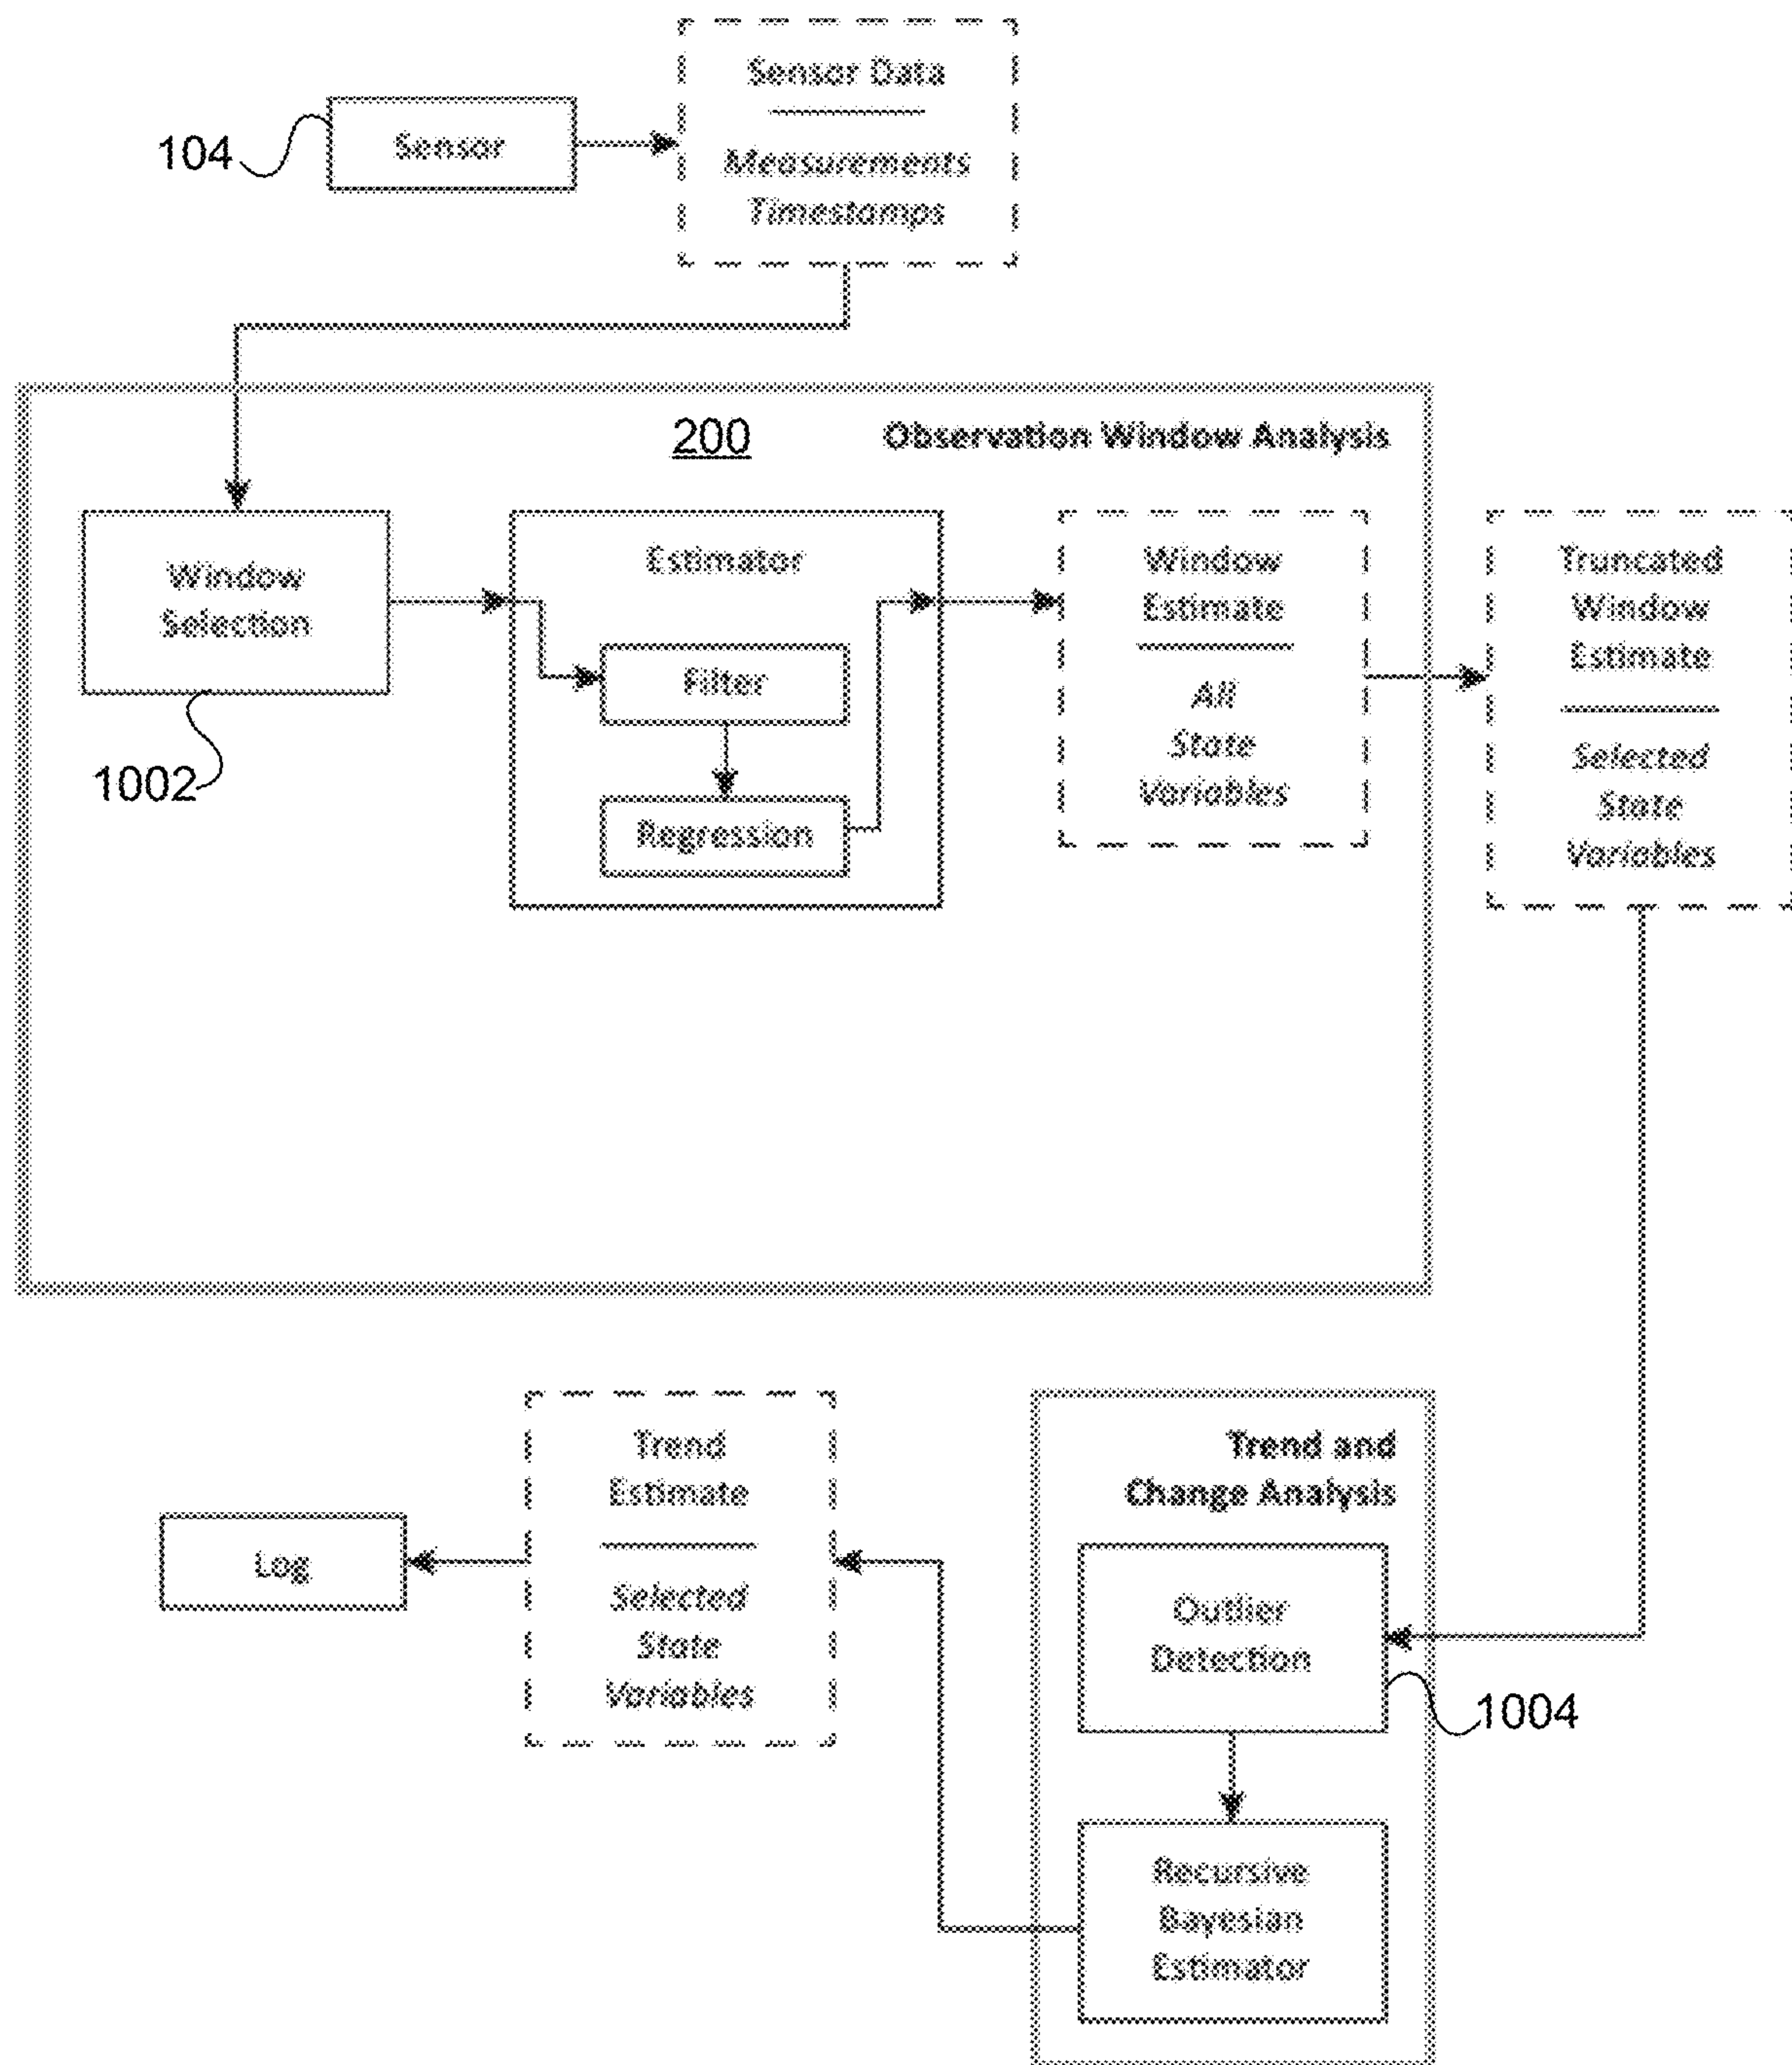 Sensor Data
Measurements
Timestamps
104
Sensor
200
Observation Window Analysis
Window
Selection
1002
Estimator
Filter
Regression
Window
Estimate
All
State
Variables
Truncated
Window
Estimate
Selected
State
Variables
Trend and
Change Analysis
Outlier
Detection
1004
Recursive
Bayesian
Estimator
Trend
Estimate
Selected
State
Variables
Log